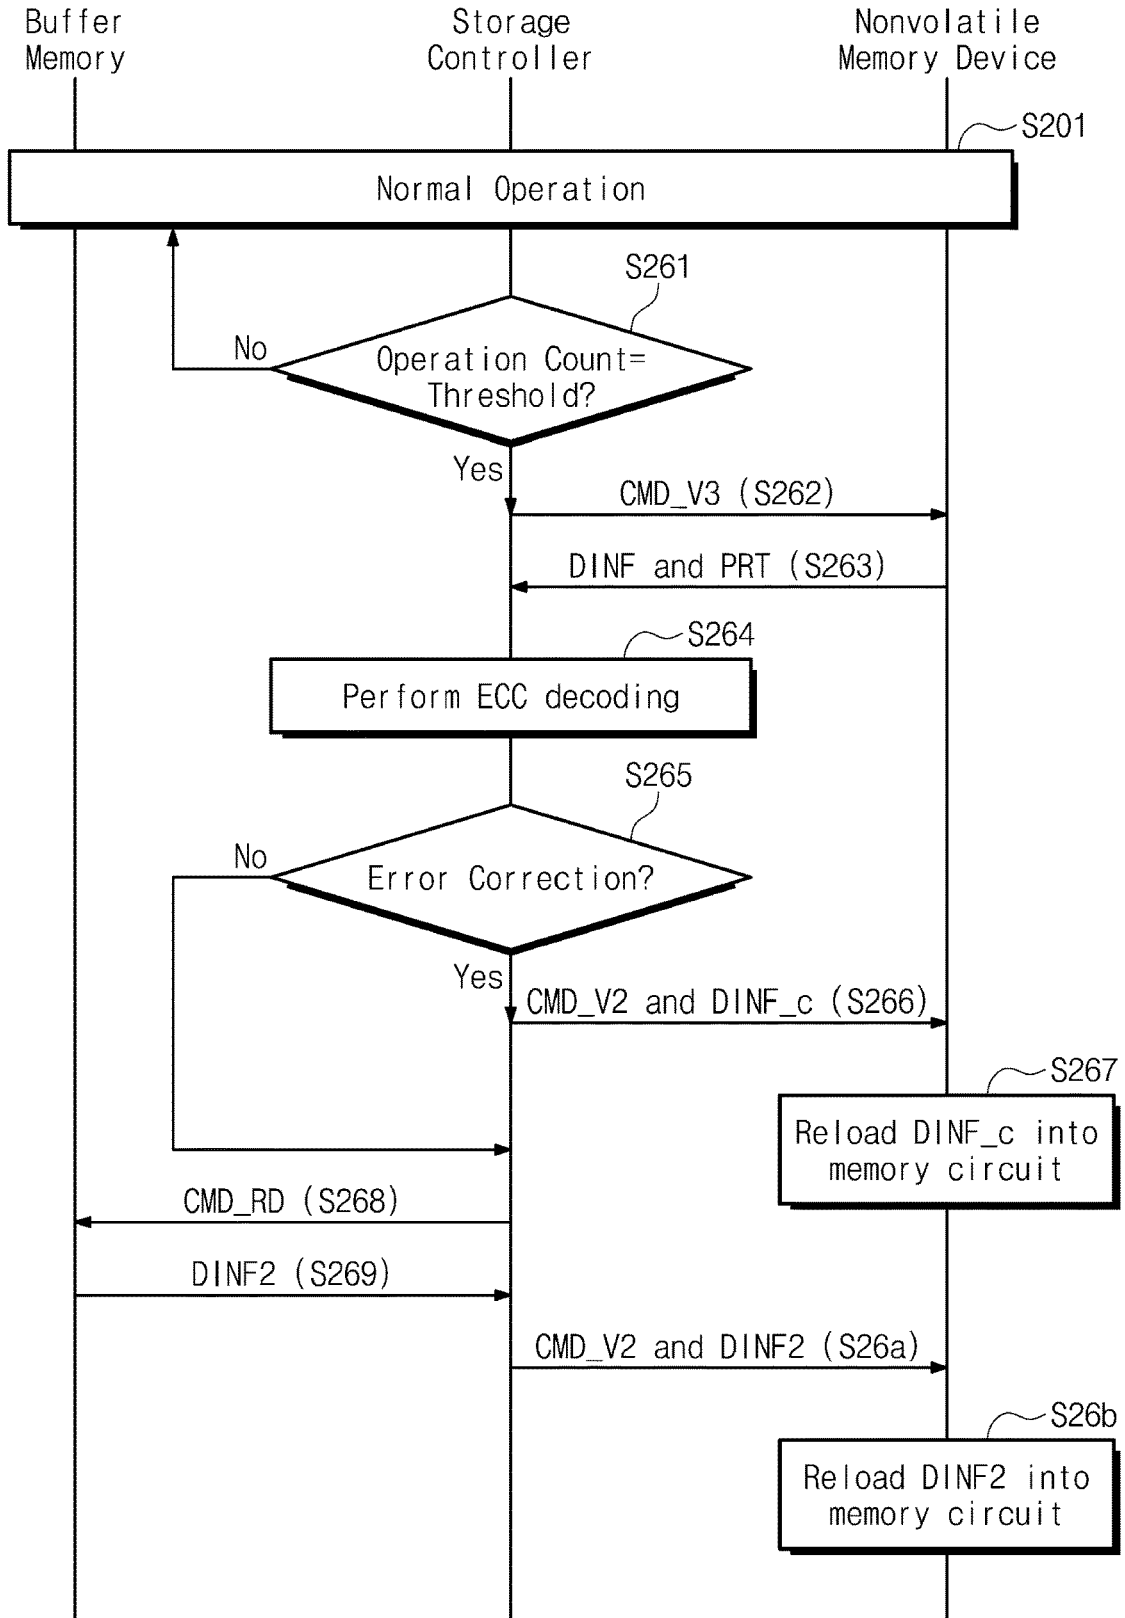 Buffer
Memory
Storage
Controller
Nonvolatile
Memory Device
S201
Normal Operation
S261
No
Operation Count=
Threshold?
Yes
CMD_V3 (S262)
DINF and PRT (S263)
S264
Perform ECC decoding
S265
No
Error Correction?
Yes
CMD_V2 and DINF_c (S266)
S267
Reload DINF_c into
memory circuit
CMD_RD (S268)
DINF2 (S269)
CMD_V2 and DINF2 (S26a)
S26b
Reload DINF2 into
memory circuit